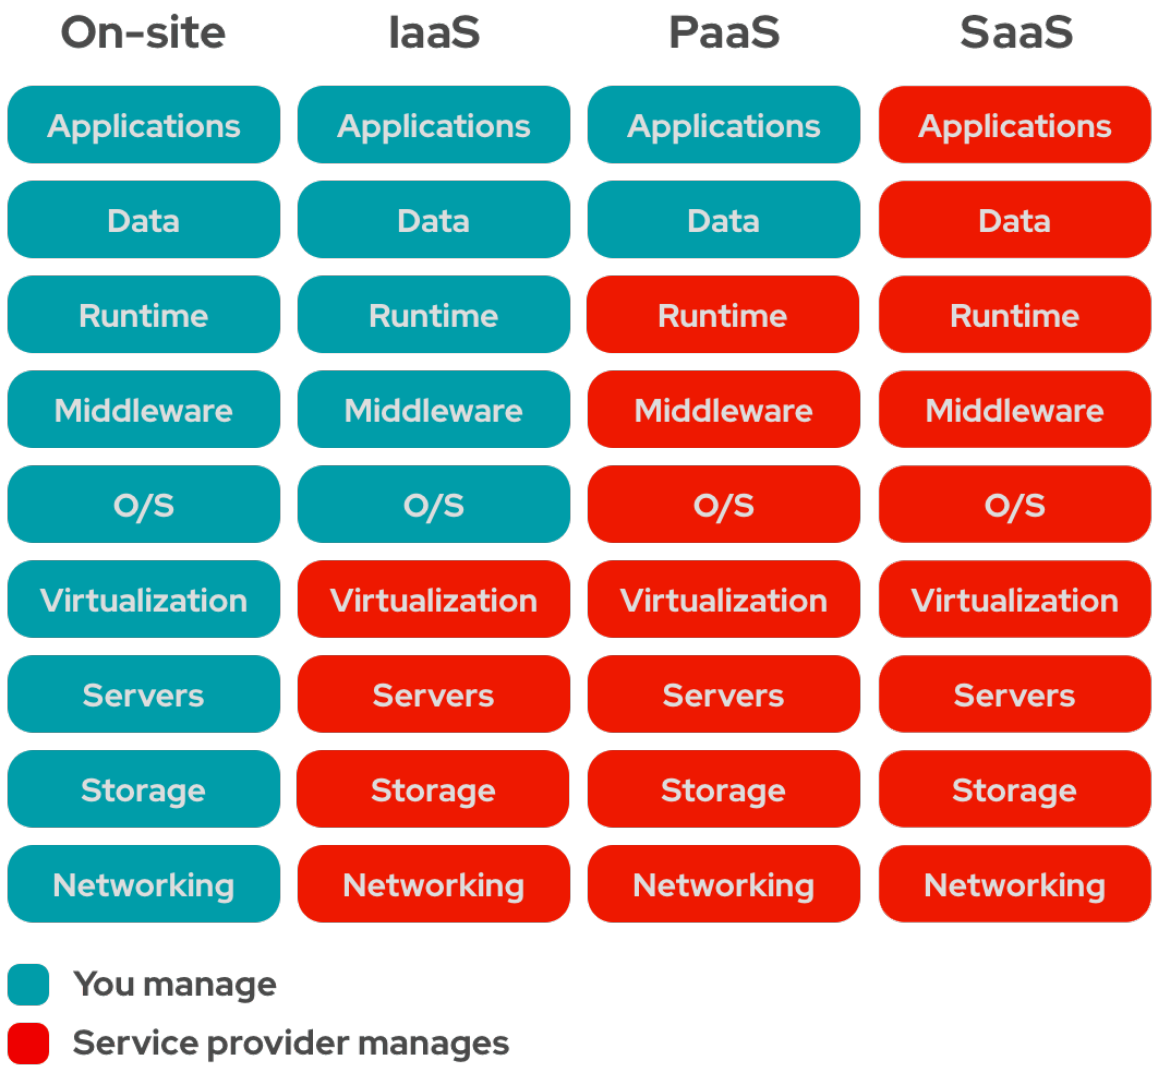 On-site IaaS PaaS SaaS
Applications Applications Applications Applications
Data Data Data Data
Runtime Runtime Runtime Runtime
Middleware Middleware Middleware Middleware
O/S O/S O/S O/S
Virtualization Virtualization Virtualization Virtualization
Servers Servers Servers Servers
Storage Storage Storage Storage
Networking Networking Networking Networking
You manage
Service provider manages